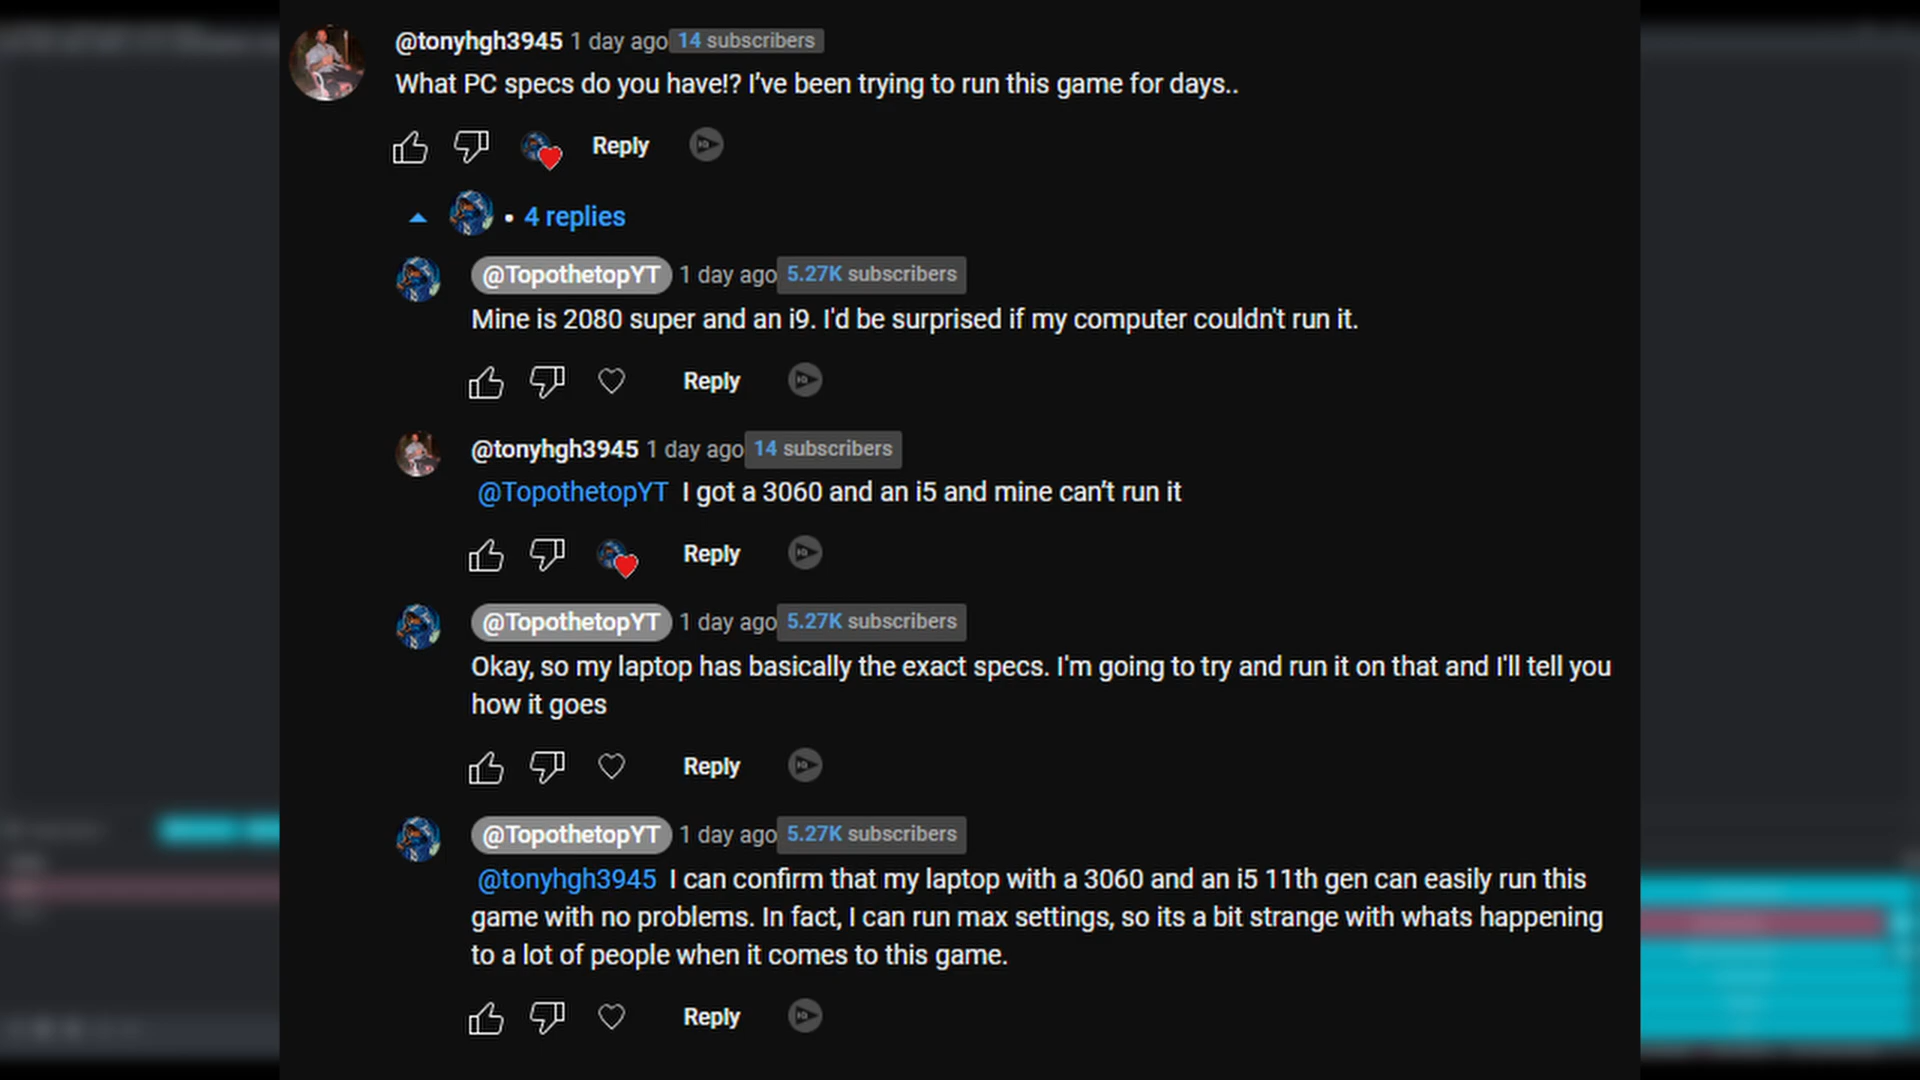 @tonyhgh3945 1 day ago 14 subscribers
What PC specs do you have!? I’ve been trying to run this game for days..
Reply
• 4 replies
@TopothetopYT 1 day ago 5.27K subscribers
Mine is 2080 super and an i9. I'd be surprised if my computer couldn't run it.
Reply
@tonyhgh3945 1 day ago 14 subscribers
@TopothetopYT I got a 3060 and an i5 and mine can’t run it
Reply
@TopothetopYT 1 day ago 5.27K subscribers
Okay, so my laptop has basically the exact specs. I'm going to try and run it on that and I'll tell you
how it goes
Reply
@TopothetopYT 1 day ago 5.27K subscribers
@tonyhgh3945 I can confirm that my laptop with a 3060 and an i5 11th gen can easily run this
game with no problems. In fact, I can run max settings, so its a bit strange with whats happening
to a lot of people when it comes to this game.
Reply